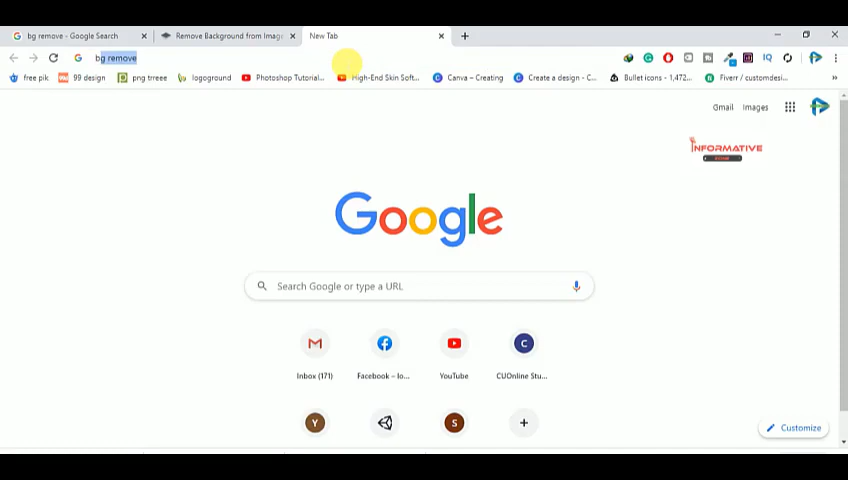 bg remove - Google Search
Remove Background from Imag
New Tab
bg remove
IQ
free pik
99 design
png trreee
logoground
Photoshop Tutorial...
High-End Skin Soft...
Canva – Creating
Create a design - C...
Bullet icons - 1,472...
Fiverr / customdesi...
Gmail
Images
INFORMATIVE
Google
Search Google or type a URL
C
Inbox (171)
Facebook – lo...
YouTube
CUOnline Stu...
Y
S
Customize